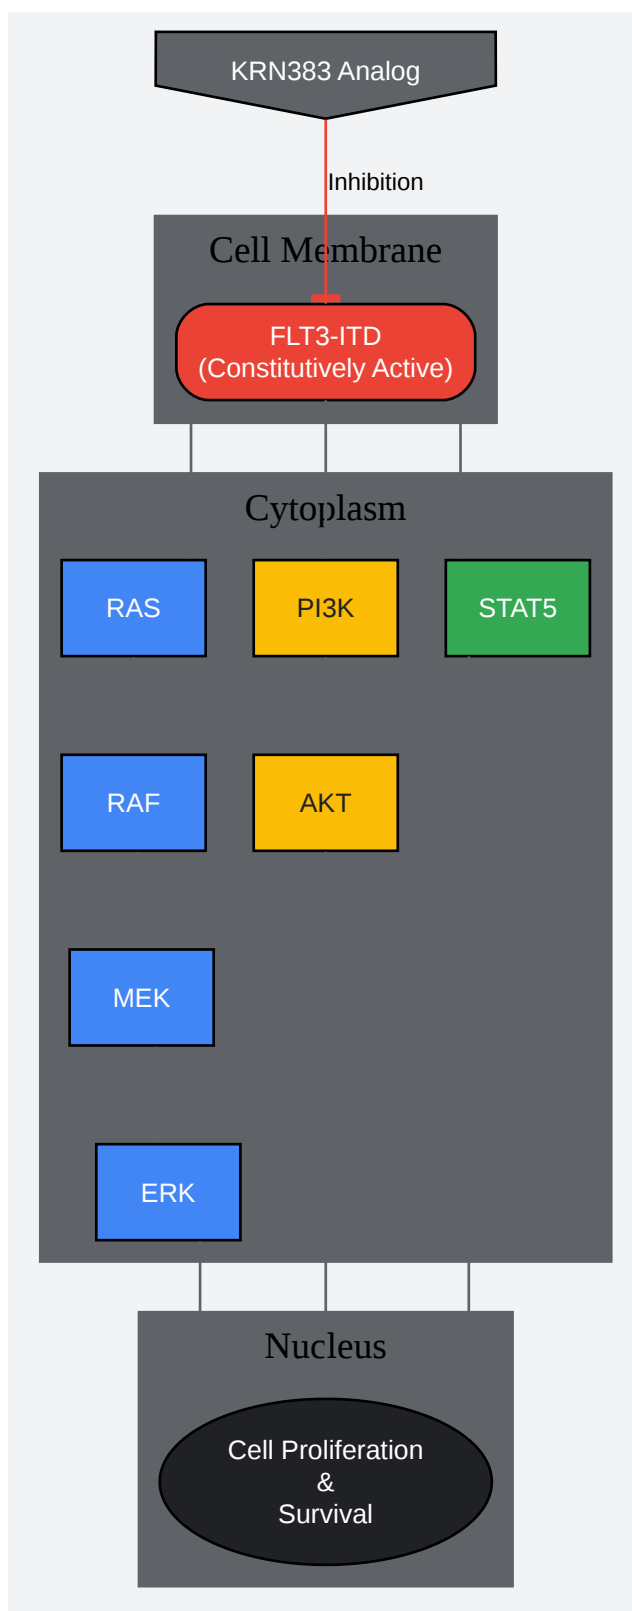 KRN383 Analog
Inhibition
Cell Membrane
FLT3-ITD
(Constitutively Active)
Cytoplasm
RAS
PI3K
STAT5
RAF
AKT
MEK
ERK
Nucleus
Cell Proliferation
&
Survival